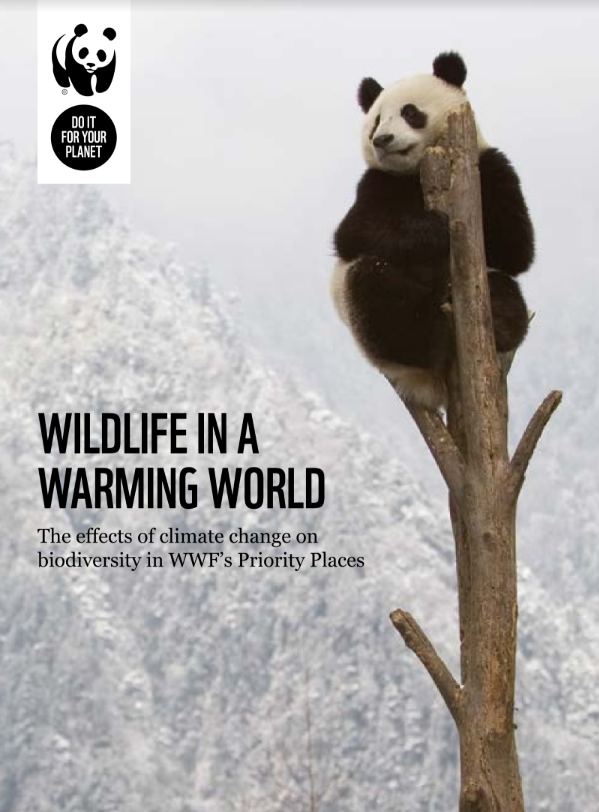 ©
DO IT
FOR YOUR
PLANET
WILDLIFE IN A
WARMING WORLD
The effects of climate change on
biodiversity in WWF's Priority Places